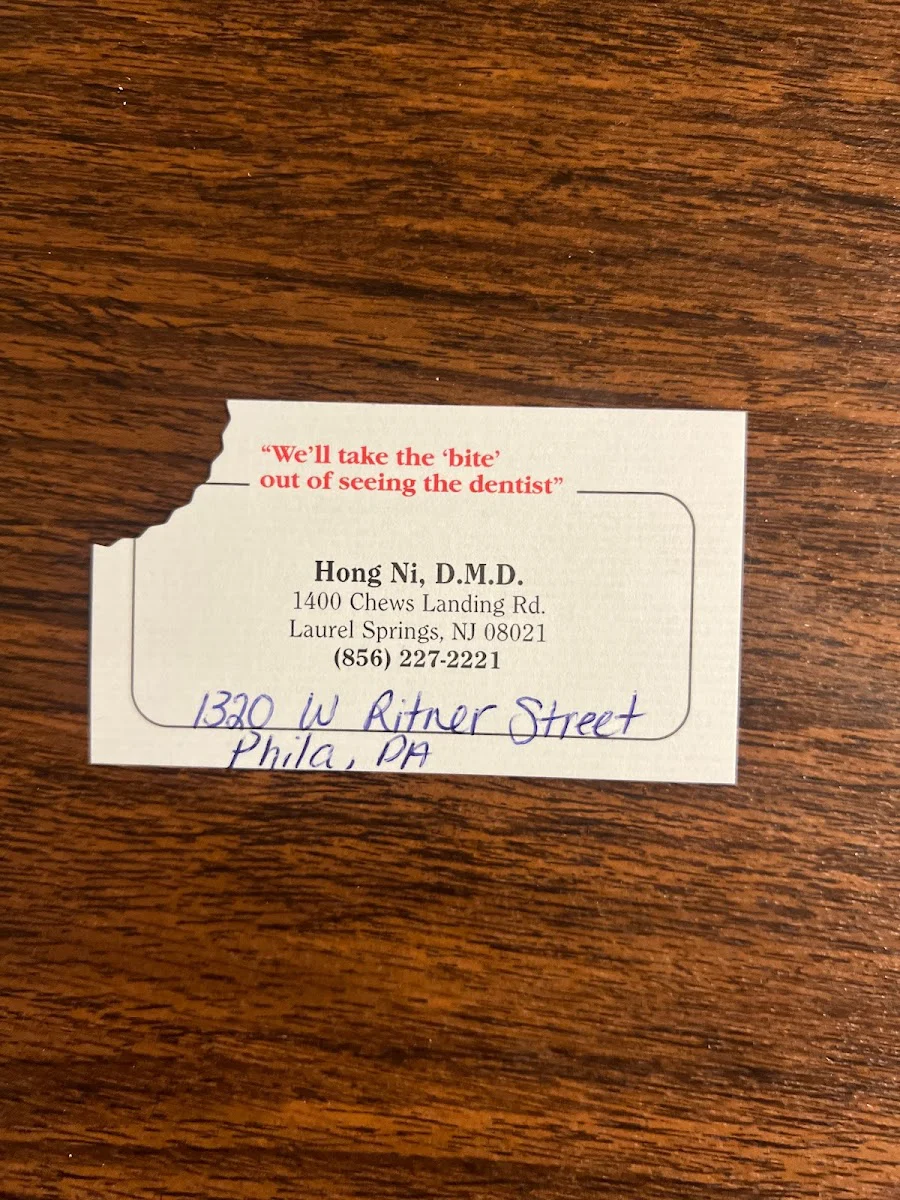 “We’ll take the ‘bite’
out of seeing the dentist”
Hong Ni, D.M.D.
1400 Chews Landing Rd.
Laurel Springs, NJ 08021
(856) 227-2221
1320 W Ritner Street
Phila, PA